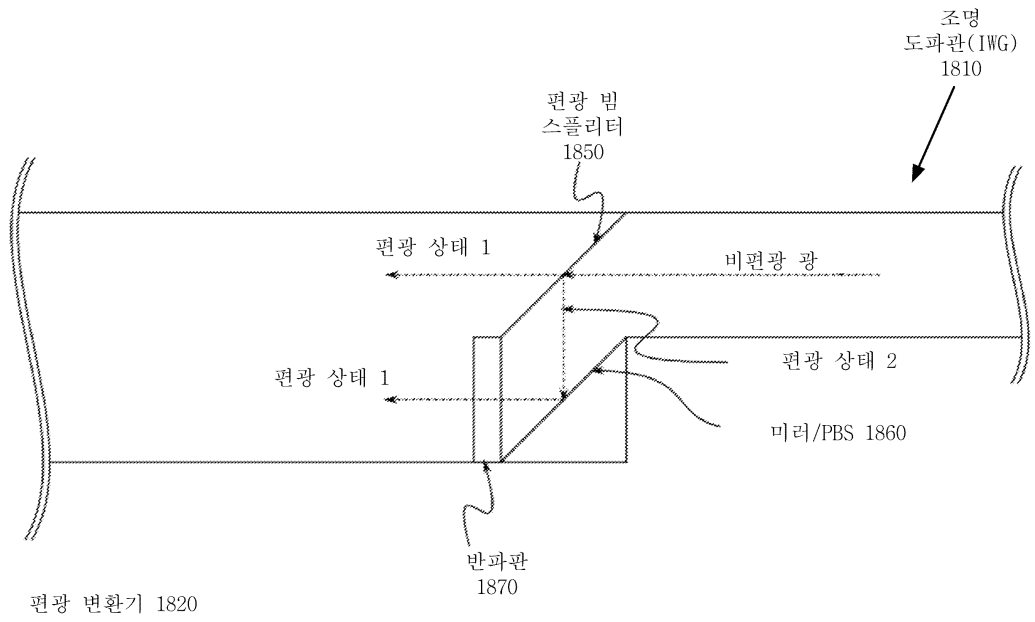 조명
도파관(IWG)
1810
편광 빔
스플리터
1850
편광 상태 1
비편광 광
편광 상태 1
편광 상태 2
미러/PBS 1860
반파판
1870
편광 변환기 1820